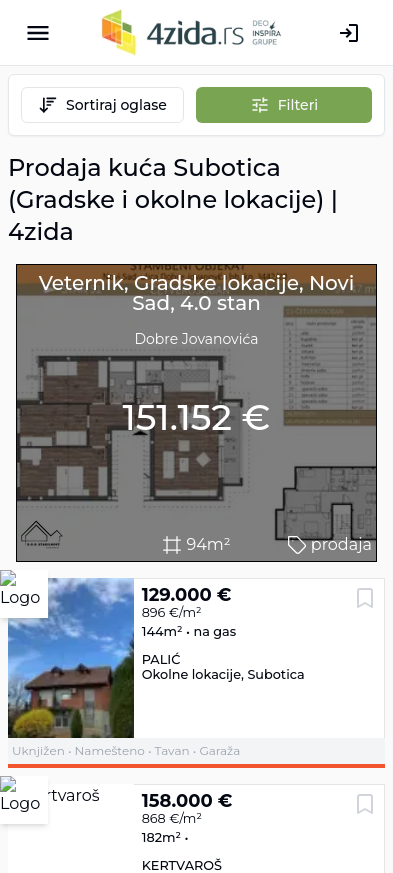 4zida.rs
DEO
INSPIRA
GRUPE
Sortiraj oglase
Filteri
Prodaja kuća Subotica
(Gradske i okolne lokacije) |
4zida
Veternik, Gradske lokacije, Novi
Sad, 4.0 stan
Dobre Jovanovića
151.152 €
94m²
prodaja
Logo
129.000 €
896 €/m²
144m² • na gas
PALIĆ
Okolne lokacije, Subotica
Uknjižen • Namešteno • Tavan • Garaža
Logo
rtvaroš
158.000 €
868 €/m²
182m² •
KERTVAROŠ